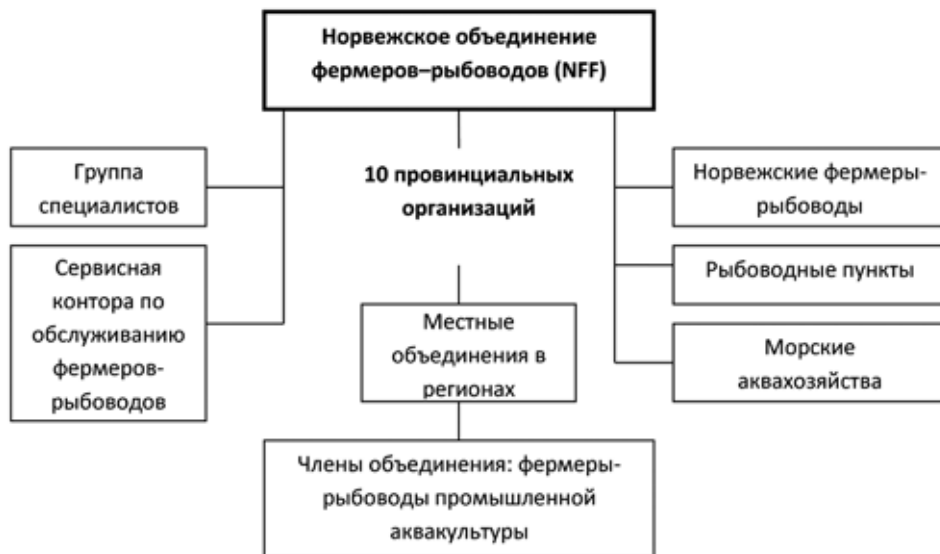 Норвежское объединение
фермеров–рыбоводов (NFF)
Группа
специалистов
10 провинциальных
организаций
Норвежские фермеры-
рыбоводы
Сервисная
контора по
обслуживанию
фермеров-
рыбоводов
Рыбоводные пункты
Местные
объединения в
регионах
Морские
аквахозяйства
Члены объединения: фермеры-
рыбоводы промышленной
аквакультуры